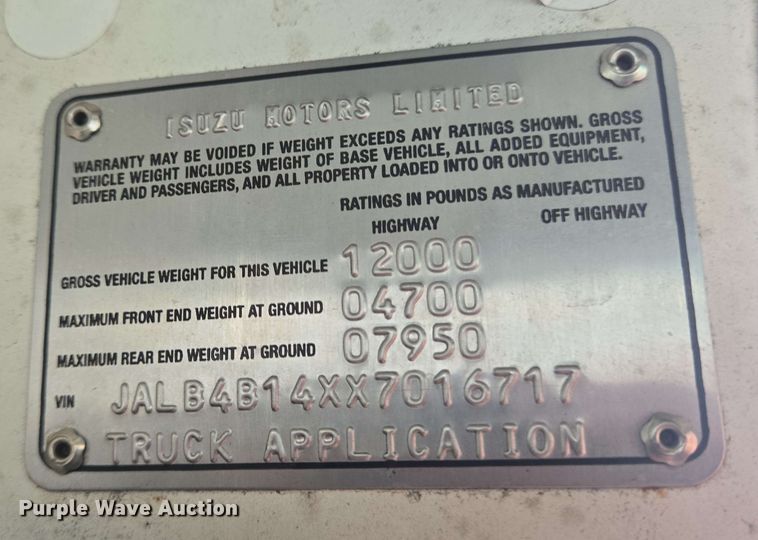 ISUZU MOTORS LIMITED
WARRANTY MAY BE VOIDED IF WEIGHT EXCEEDS ANY RATINGS SHOWN. GROSS
VEHICLE WEIGHT INCLUDES WEIGHT OF BASE VEHICLE, ALL ADDED EQUIPMENT,
DRIVER AND PASSENGERS, AND ALL PROPERTY LOADED INTO OR ONTO VEHICLE.
RATINGS IN POUNDS AS MANUFACTURED
HIGHWAY OFF HIGHWAY
GROSS VEHICLE WEIGHT FOR THIS VEHICLE 12000
MAXIMUM FRONT END WEIGHT AT GROUND 04700
MAXIMUM REAR END WEIGHT AT GROUND 07950
VIN JALB4B14XX7016717
TRUCK APPLICATION
Purple Wave Auction